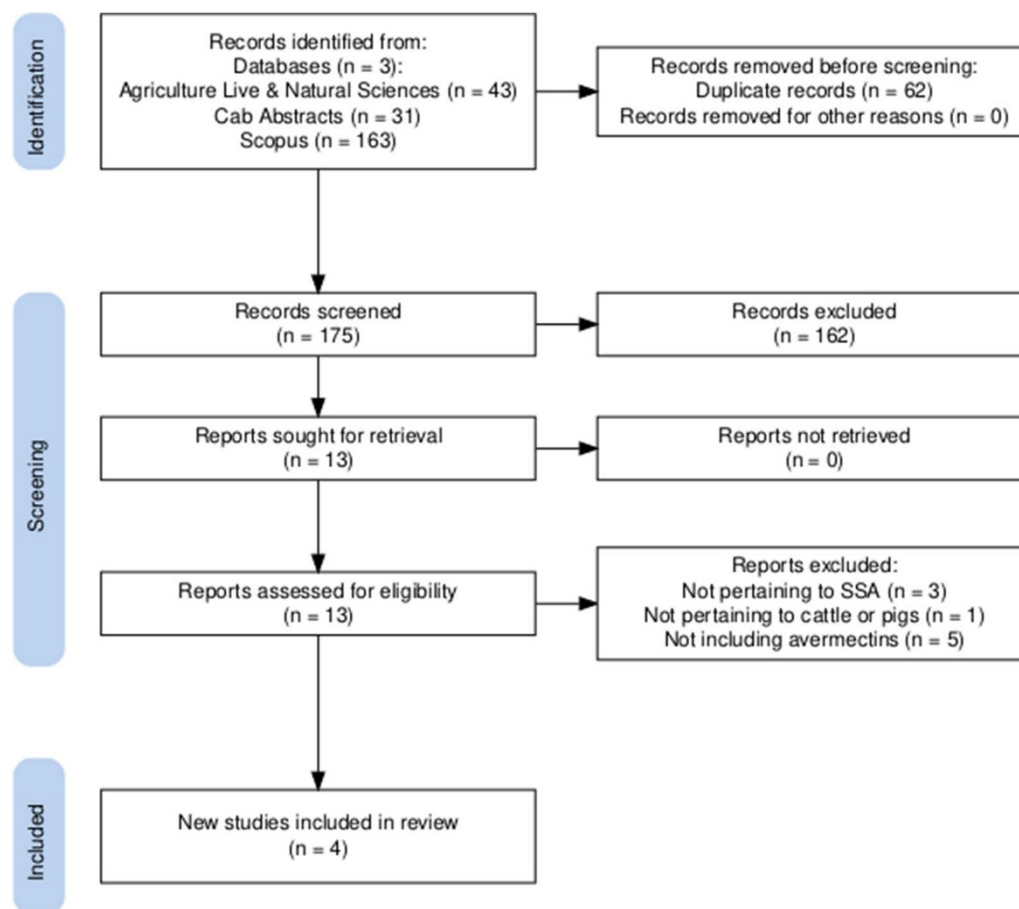 Identification
Records identified from:
Databases (n = 3):
Agriculture Live & Natural Sciences (n = 43)
Cab Abstracts (n = 31)
Scopus (n = 163)
Records removed before screening:
Duplicate records (n = 62)
Records removed for other reasons (n = 0)
Screening
Records screened
(n = 175)
Records excluded
(n = 162)
Reports sought for retrieval
(n = 13)
Reports not retrieved
(n = 0)
Reports assessed for eligibility
(n = 13)
Reports excluded:
Not pertaining to SSA (n = 3)
Not pertaining to cattle or pigs (n = 1)
Not including avermectins (n = 5)
Included
New studies included in review
(n = 4)